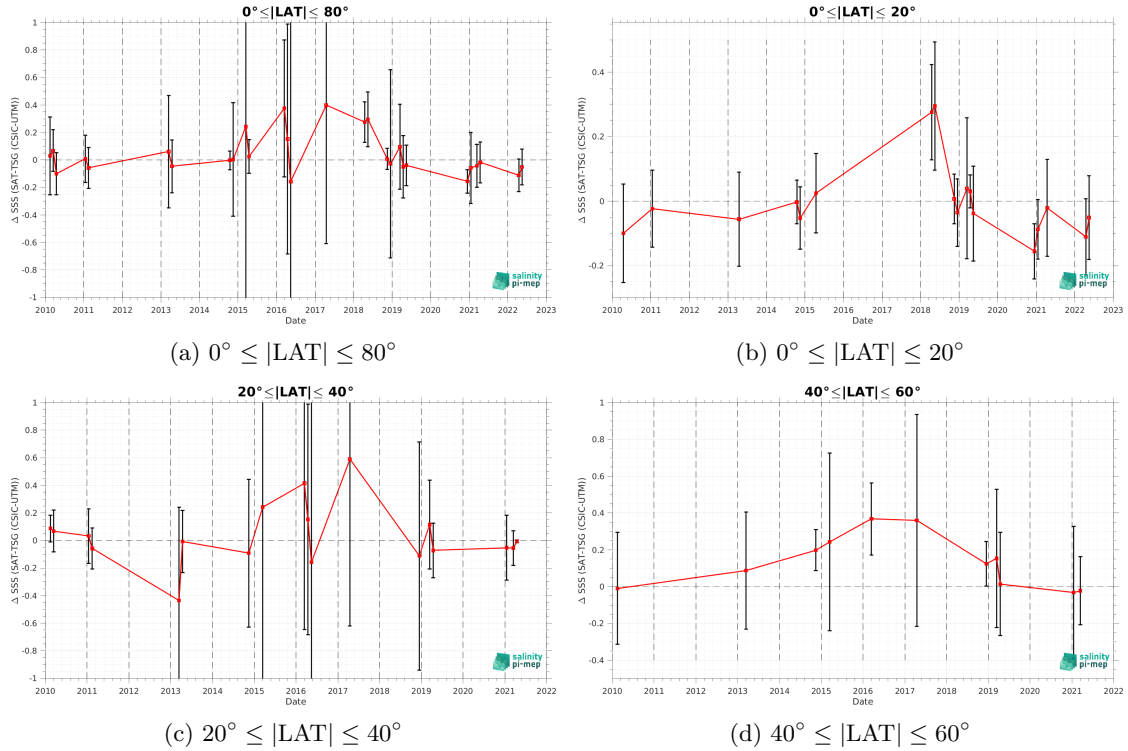 0°≤|LAT|≤ 80°
Δ SSS (SAT-TSG (CSIC-UTM))
1
0.8
0.6
0.4
0.2
0
-0.2
-0.4
-0.6
-0.8
-1
2010 2011 2012 2013 2014 2015 2016 2017 2018 2019 2020 2021 2022 2023
Date
salinity
pi-mep
(a) 0° ≤ |LAT| ≤ 80°
0°≤|LAT|≤ 20°
Δ SSS (SAT-TSG (CSIC-UTM))
0.4
0.2
0
-0.2
2010 2011 2012 2013 2014 2015 2016 2017 2018 2019 2020 2021 2022 2023
Date
salinity
pi-mep
(b) 0° ≤ |LAT| ≤ 20°
20°≤|LAT|≤ 40°
Δ SSS (SAT-TSG (CSIC-UTM))
1
0.8
0.6
0.4
0.2
0
-0.2
-0.4
-0.6
-0.8
-1
2010 2011 2012 2013 2014 2015 2016 2017 2018 2019 2020 2021 2022
Date
salinity
pi-mep
(c) 20° ≤ |LAT| ≤ 40°
40°≤|LAT|≤ 60°
Δ SSS (SAT-TSG (CSIC-UTM))
1
0.8
0.6
0.4
0.2
0
-0.2
-0.4
2010 2011 2012 2013 2014 2015 2016 2017 2018 2019 2020 2021 2022
Date
salinity
pi-mep
(d) 40° ≤ |LAT| ≤ 60°